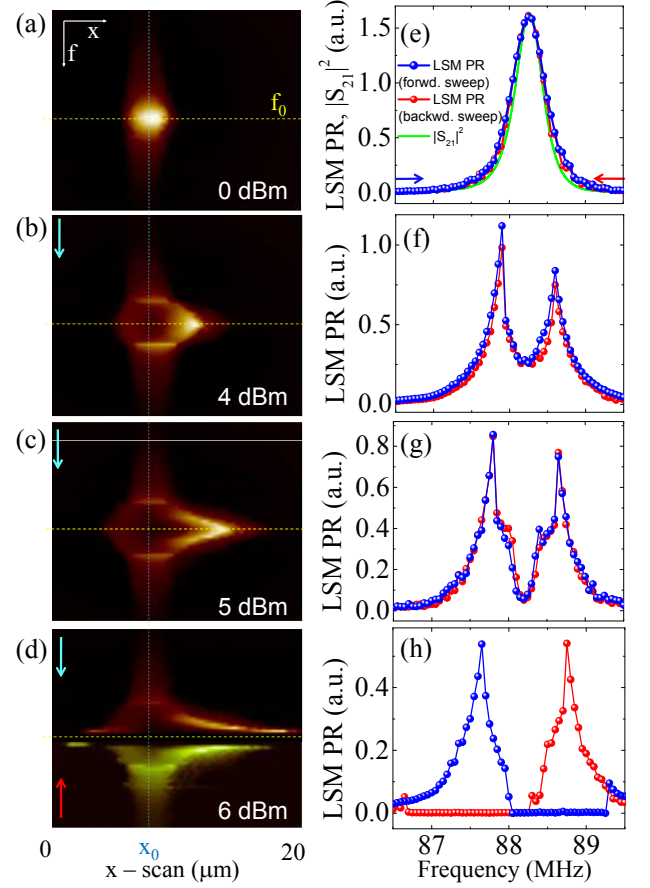 (a)
x
f
f₀
0 dBm
(b)
4 dBm
(c)
5 dBm
(d)
6 dBm
0
x₀
20
x – scan (μm)
(e)
LSM PR
(forwd. sweep)
LSM PR
(backwd. sweep)
|S₂₁|²
LSM PR, |S₂₁|² (a.u.)
1.5
1.0
0.5
0.0
(f)
LSM PR (a.u.)
1.0
0.5
0.0
(g)
LSM PR (a.u.)
0.8
0.6
0.4
0.2
0.0
(h)
LSM PR (a.u.)
0.4
0.2
0.0
87
88
89
Frequency (MHz)